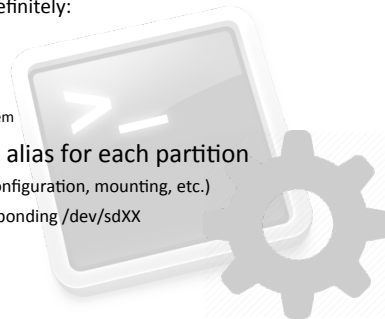 efinitely:
em
alias for each partition
onfiguration, mounting, etc.)
ponding /dev/sdXX
>_